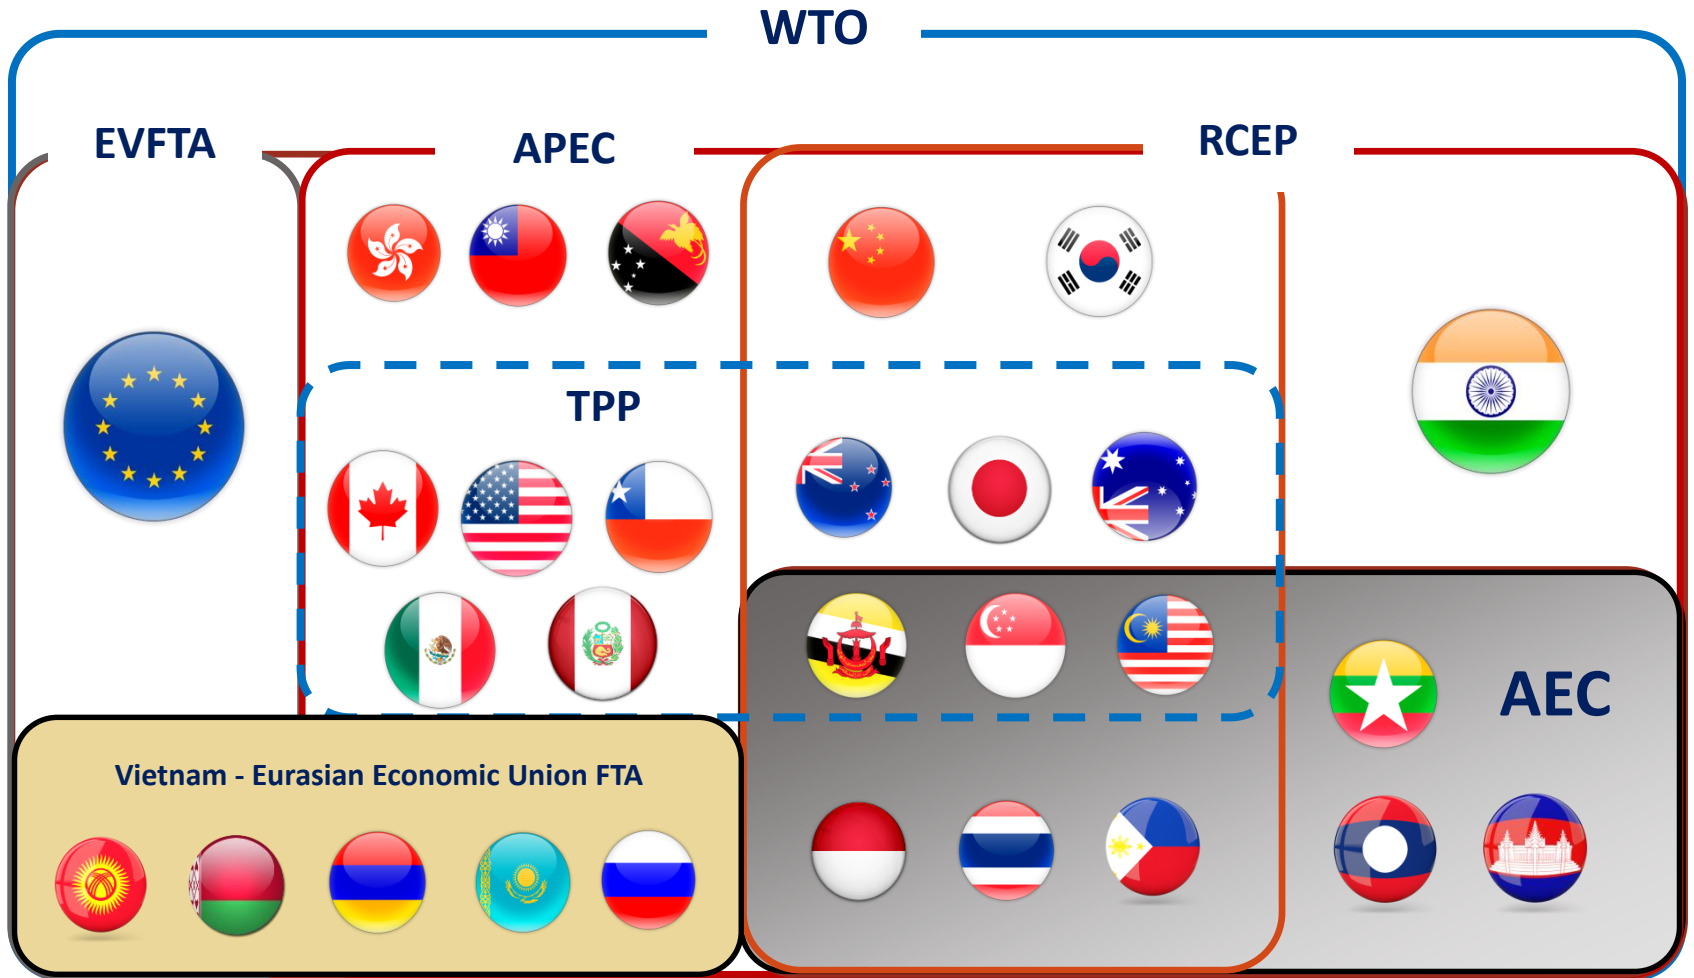 WTO
EVFTA
APEC
RCEP
TPP
AEC
Vietnam - Eurasian Economic Union FTA